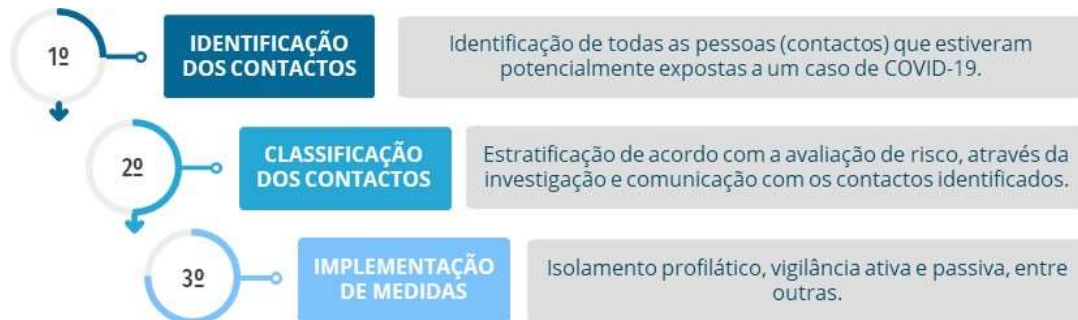 1º
IDENTIFICAÇÃO
DOS CONTACTOS
Identificação de todas as pessoas (contactos) que estiveram
potencialmente expostas a um caso de COVID-19.
2º
CLASSIFICAÇÃO
DOS CONTACTOS
Estratificação de acordo com a avaliação de risco, através da
investigação e comunicação com os contactos identificados.
3º
IMPLEMENTAÇÃO
DE MEDIDAS
Isolamento profilático, vigilância ativa e passiva, entre
outras.